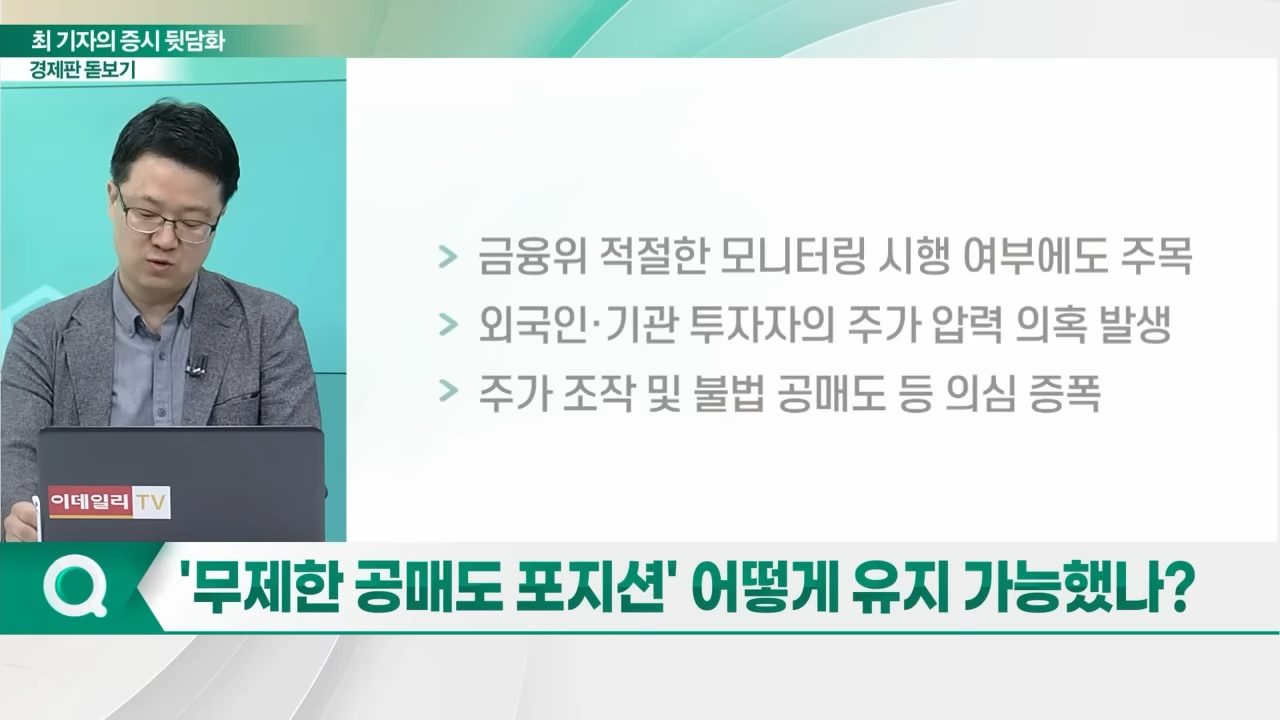 최 기자의 증시 뒷담화
경제판 돋보기
> 금융위 적절한 모니터링 시행 여부에도 주목
> 외국인·기관 투자자의 주가 압력 의혹 발생
> 주가 조작 및 불법 공매도 등 의심 증폭
이데일리 TV
Q '무제한 공매도 포지션' 어떻게 유지 가능했나?